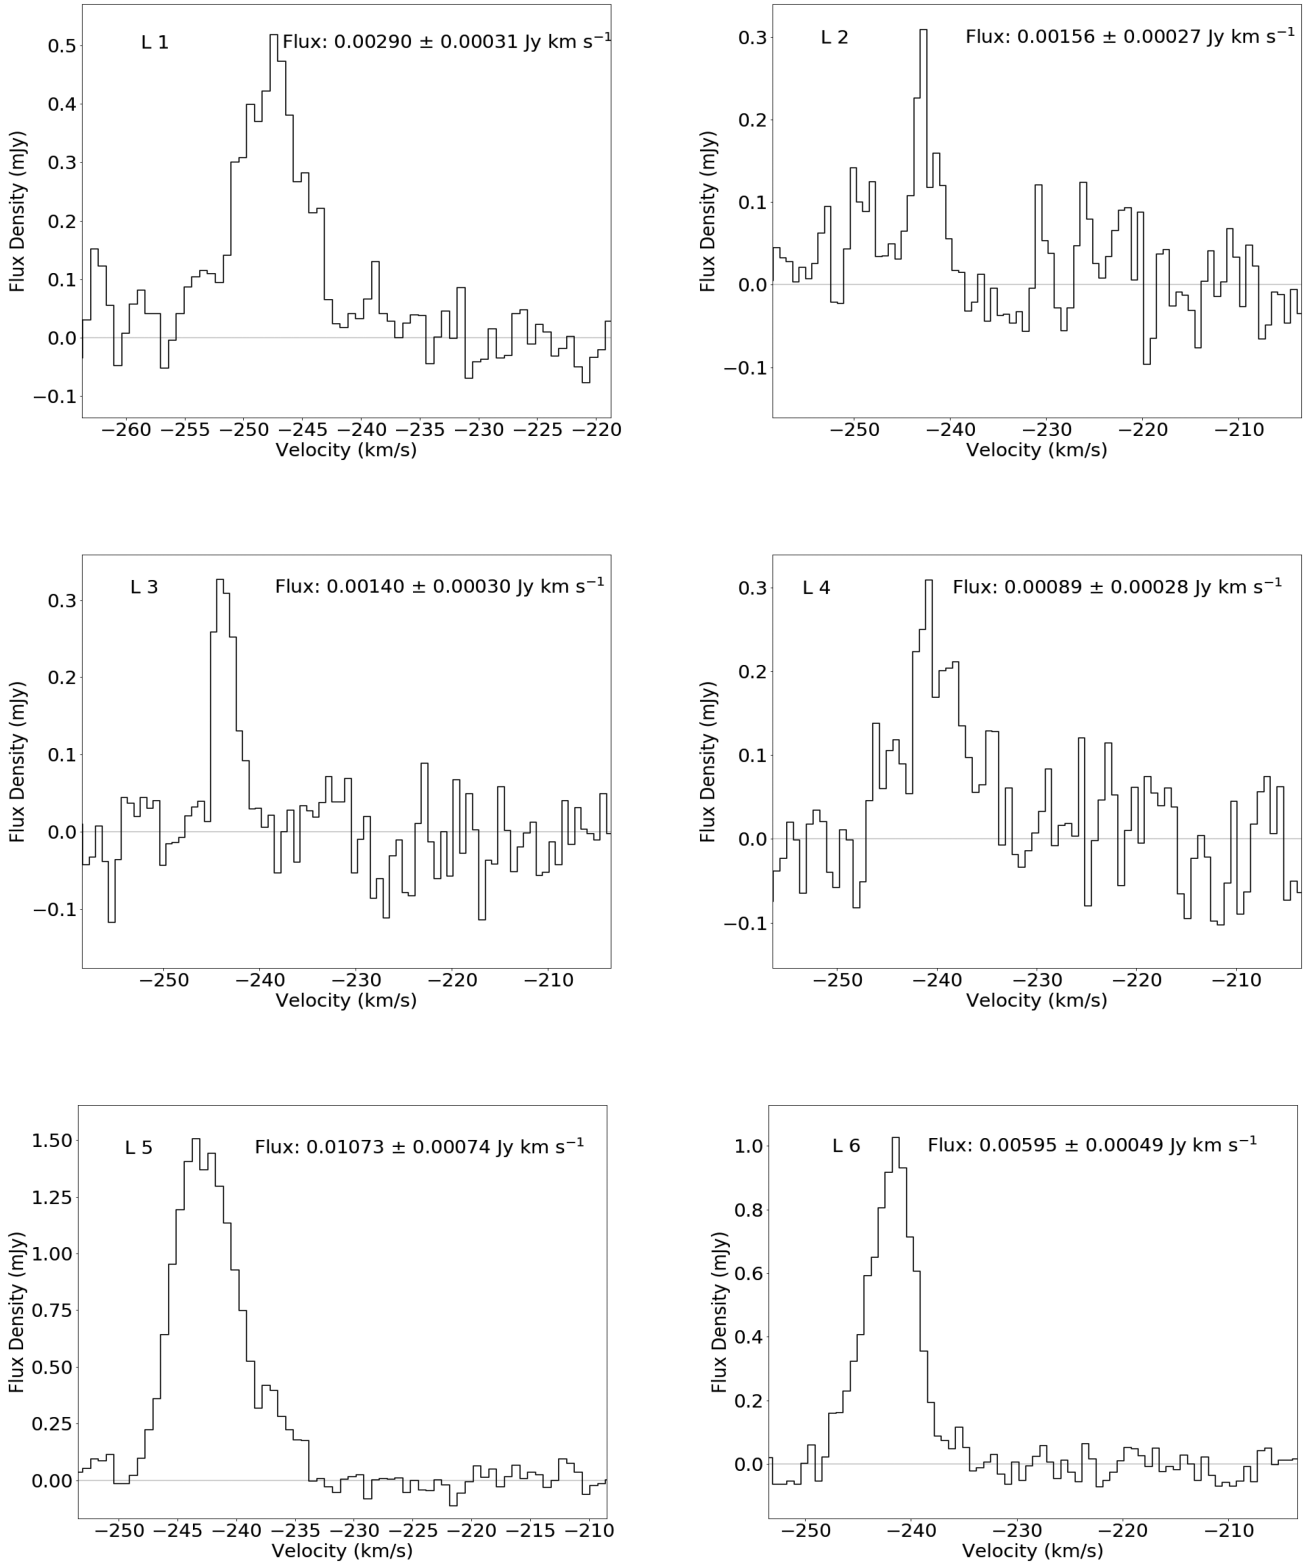 L 1 Flux: 0.00290 ± 0.00031 Jy km s⁻¹
0.5
0.4
0.3
0.2
0.1
0.0
−0.1
Flux Density (mJy)
−260 −255 −250 −245 −240 −235 −230 −225 −220
Velocity (km/s)
L 2 Flux: 0.00156 ± 0.00027 Jy km s⁻¹
0.3
0.2
0.1
0.0
−0.1
Flux Density (mJy)
−250 −240 −230 −220 −210
Velocity (km/s)
L 3 Flux: 0.00140 ± 0.00030 Jy km s⁻¹
0.3
0.2
0.1
0.0
−0.1
Flux Density (mJy)
−250 −240 −230 −220 −210
Velocity (km/s)
L 4 Flux: 0.00089 ± 0.00028 Jy km s⁻¹
0.3
0.2
0.1
0.0
−0.1
Flux Density (mJy)
−250 −240 −230 −220 −210
Velocity (km/s)
L 5 Flux: 0.01073 ± 0.00074 Jy km s⁻¹
1.50
1.25
1.00
0.75
0.50
0.25
0.00
Flux Density (mJy)
−250 −245 −240 −235 −230 −225 −220 −215 −210
Velocity (km/s)
L 6 Flux: 0.00595 ± 0.00049 Jy km s⁻¹
1.0
0.8
0.6
0.4
0.2
0.0
Flux Density (mJy)
−250 −240 −230 −220 −210
Velocity (km/s)